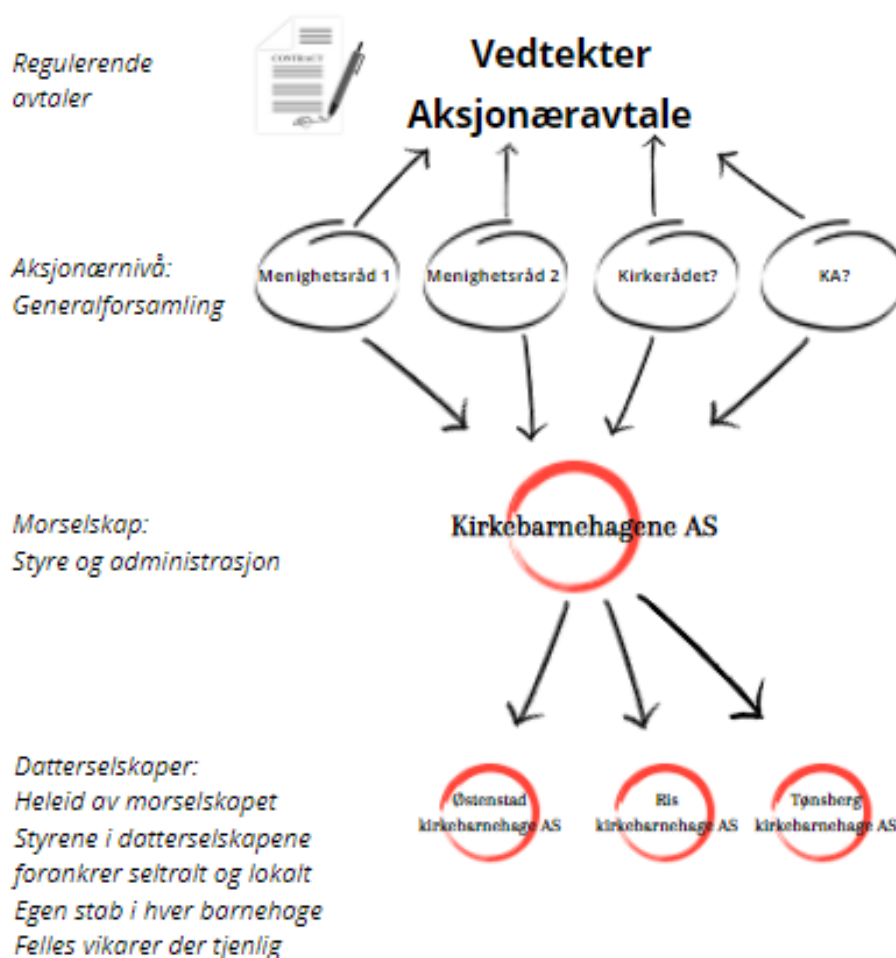 Regulerende
avtaler
CONTRACT
Vedtekter
Aksjonæravtale
Aksjonærnivå:
Generalforsamling
Menighetsråd 1
Menighetsråd 2
Kirkerådet?
KA?
Morselskap:
Styre og administrasjon
Kirkebarnehagene AS
Datterselskaper:
Heleid av morselskapet
Styrene i datterselskapene
forankrer seltralt og lokalt
Egen stab i hver barnehage
Felles vikarer der tjenlig
Østenstad
kirkebarnehage AS
Ris
kirkebarnehage AS
Tønsberg
kirkebarnehage AS